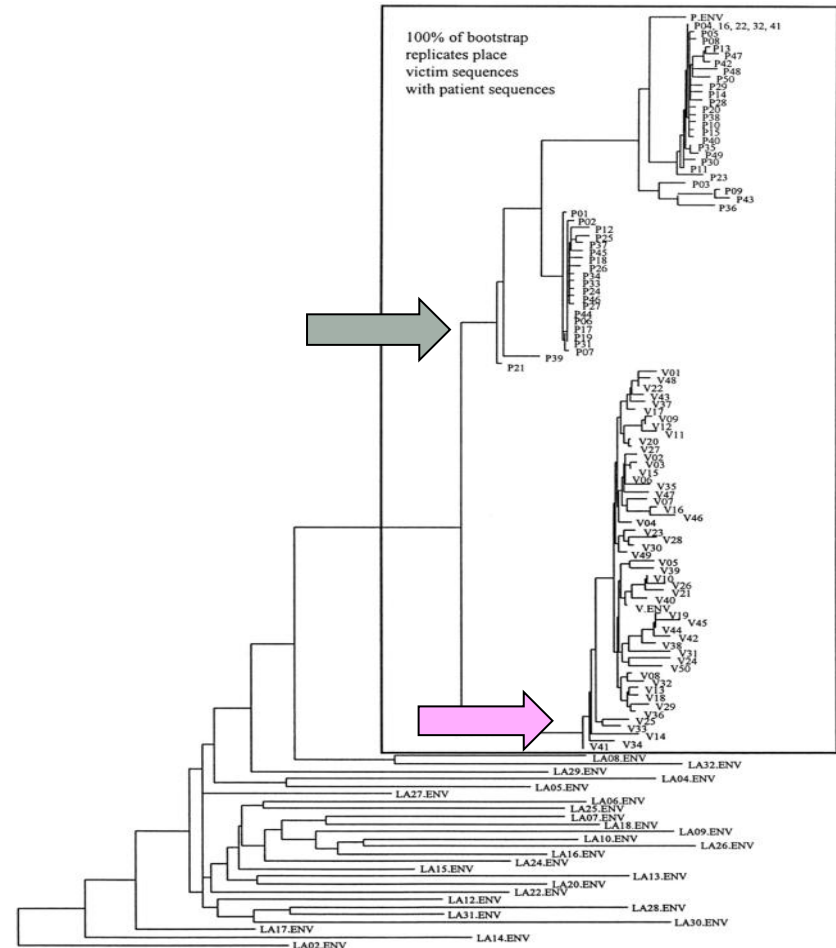 100% of bootstrap
replicates place
victim sequences
with patient sequences
P.ENV
P04, 16, 22, 32, 41
P05
P08
P13
P47
P42
P48
P50
P29
P14
P28
P20
P38
P10
P15
P40
P35
P49
P30
P11
P23
P03
P09
P43
P36
P01
P02
P12
P25
P37
P45
P18
P26
P34
P33
P24
P46
P27
P44
P06
P17
P19
P31
P07
P39
P21
V01
V48
V22
V43
V37
V17
V09
V12
V11
V20
V27
V02
V03
V15
V06
V35
V47
V07
V16
V46
V04
V23
V28
V30
V49
V05
V39
V10
V26
V21
V40
V.ENV
V19
V45
V44
V42
V38
V31
V24
V50
V08
V32
V13
V18
V29
V36
V25
V33
V14
V34
V41
LA08.ENV
LA32.ENV
LA29.ENV
LA04.ENV
LA05.ENV
LA27.ENV
LA06.ENV
LA25.ENV
LA07.ENV
LA18.ENV
LA09.ENV
LA10.ENV
LA26.ENV
LA16.ENV
LA24.ENV
LA15.ENV
LA13.ENV
LA20.ENV
LA22.ENV
LA12.ENV
LA28.ENV
LA31.ENV
LA30.ENV
LA17.ENV
LA14.ENV
LA02.ENV